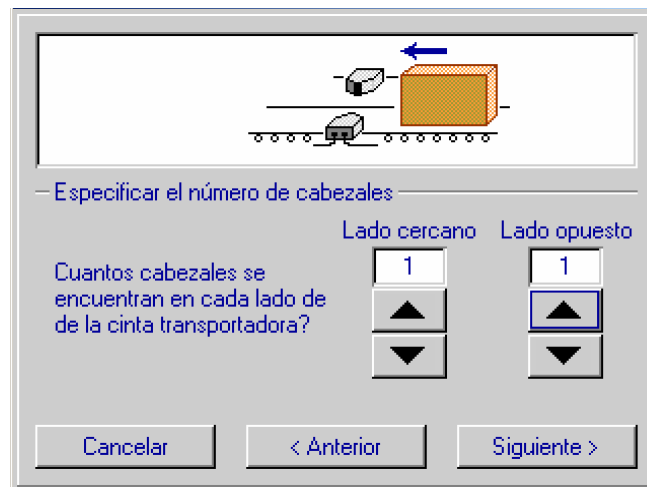 Especificar el número de cabezales
Lado cercano Lado opuesto
1 1
Cuantos cabezales se
encuentran en cada lado de
de la cinta transportadora?
Cancelar < Anterior Siguiente >